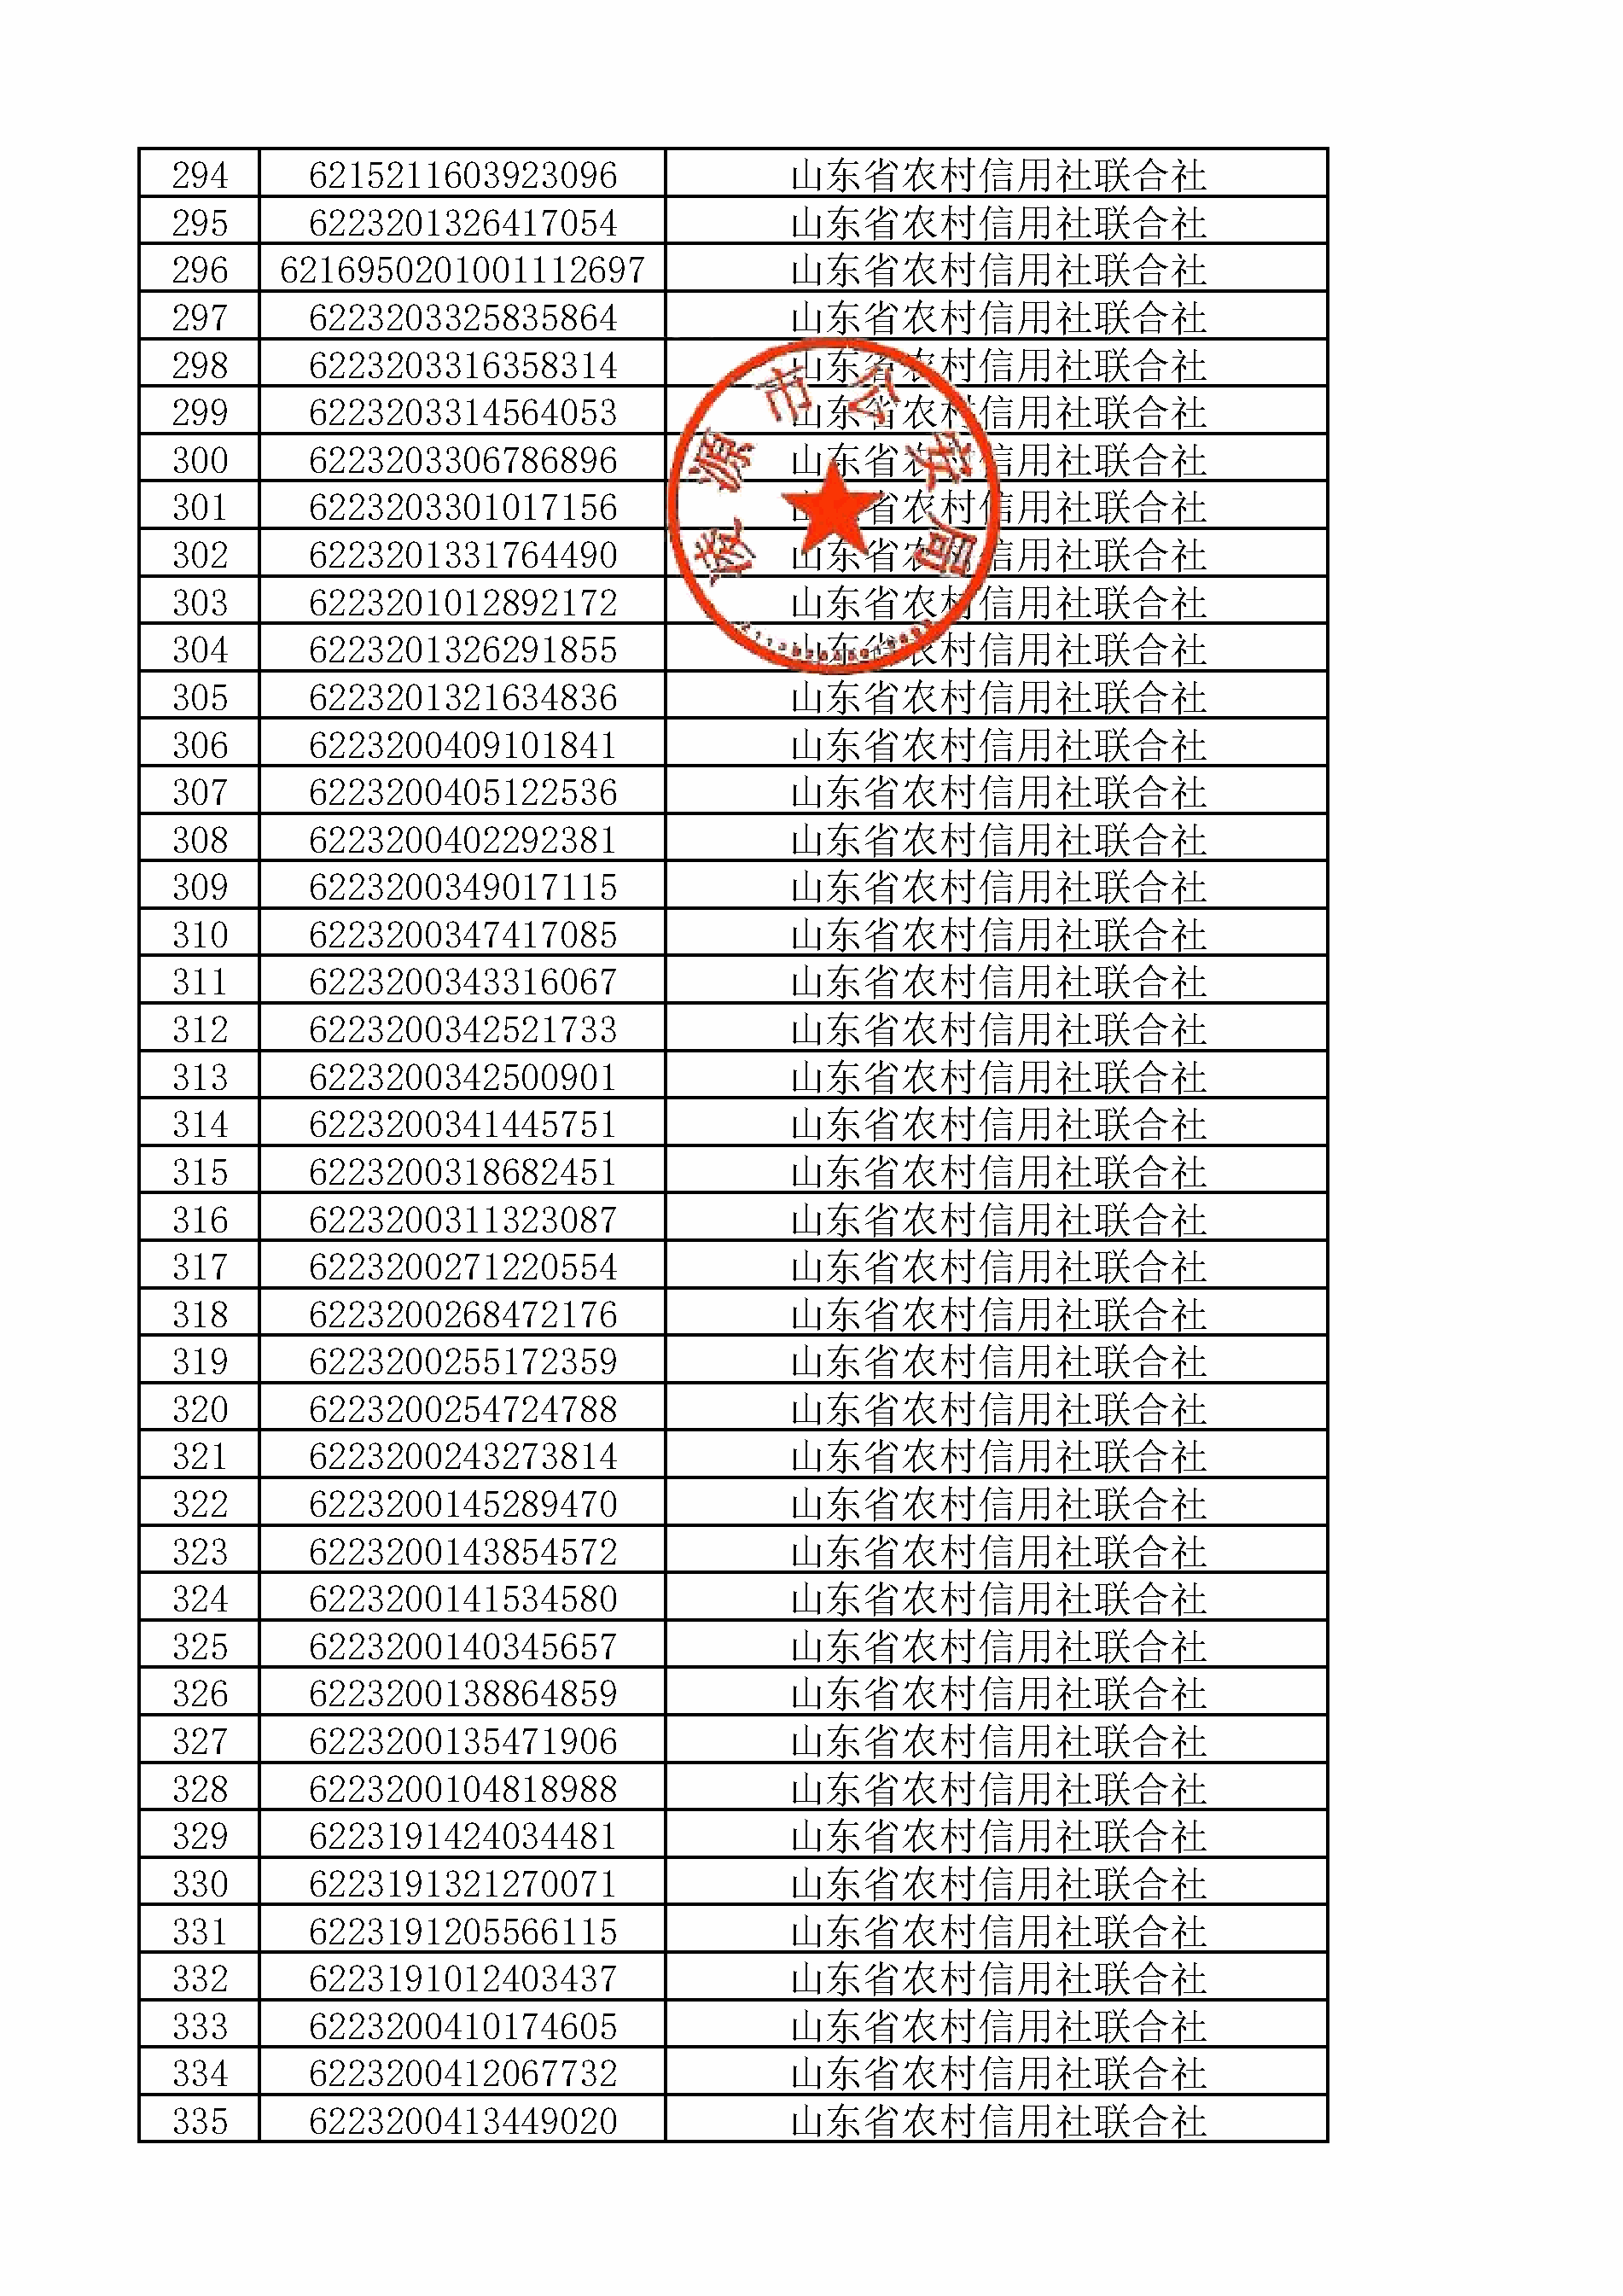 294 6215211603923096 山东省农村信用社联合社
295 6223201326417054 山东省农村信用社联合社
296 6216950201001112697 山东省农村信用社联合社
297 6223203325835864 山东省农村信用社联合社
298 6223203316358314 山东省农村信用社联合社
299 6223203314564053 山东省农村信用社联合社
300 6223203306786896 山东省农村信用社联合社
301 6223203301017156 山东省农村信用社联合社
302 6223201331764490 山东省农村信用社联合社
303 6223201012892172 山东省农村信用社联合社
304 6223201326291855 山东省农村信用社联合社
305 6223201321634836 山东省农村信用社联合社
306 6223200409101841 山东省农村信用社联合社
307 6223200405122536 山东省农村信用社联合社
308 6223200402292381 山东省农村信用社联合社
309 6223200349017115 山东省农村信用社联合社
310 6223200347417085 山东省农村信用社联合社
311 6223200343316067 山东省农村信用社联合社
312 6223200342521733 山东省农村信用社联合社
313 6223200342500901 山东省农村信用社联合社
314 6223200341445751 山东省农村信用社联合社
315 6223200318682451 山东省农村信用社联合社
316 6223200311323087 山东省农村信用社联合社
317 6223200271220554 山东省农村信用社联合社
318 6223200268472176 山东省农村信用社联合社
319 6223200255172359 山东省农村信用社联合社
320 6223200254724788 山东省农村信用社联合社
321 6223200243273814 山东省农村信用社联合社
322 6223200145289470 山东省农村信用社联合社
323 6223200143854572 山东省农村信用社联合社
324 6223200141534580 山东省农村信用社联合社
325 6223200140345657 山东省农村信用社联合社
326 6223200138864859 山东省农村信用社联合社
327 6223200135471906 山东省农村信用社联合社
328 6223200104818988 山东省农村信用社联合社
329 6223191424034481 山东省农村信用社联合社
330 6223191321270071 山东省农村信用社联合社
331 6223191205566115 山东省农村信用社联合社
332 6223191012403437 山东省农村信用社联合社
333 6223200410174605 山东省农村信用社联合社
334 6223200412067732 山东省农村信用社联合社
335 6223200413449020 山东省农村信用社联合社
凌源市公安局